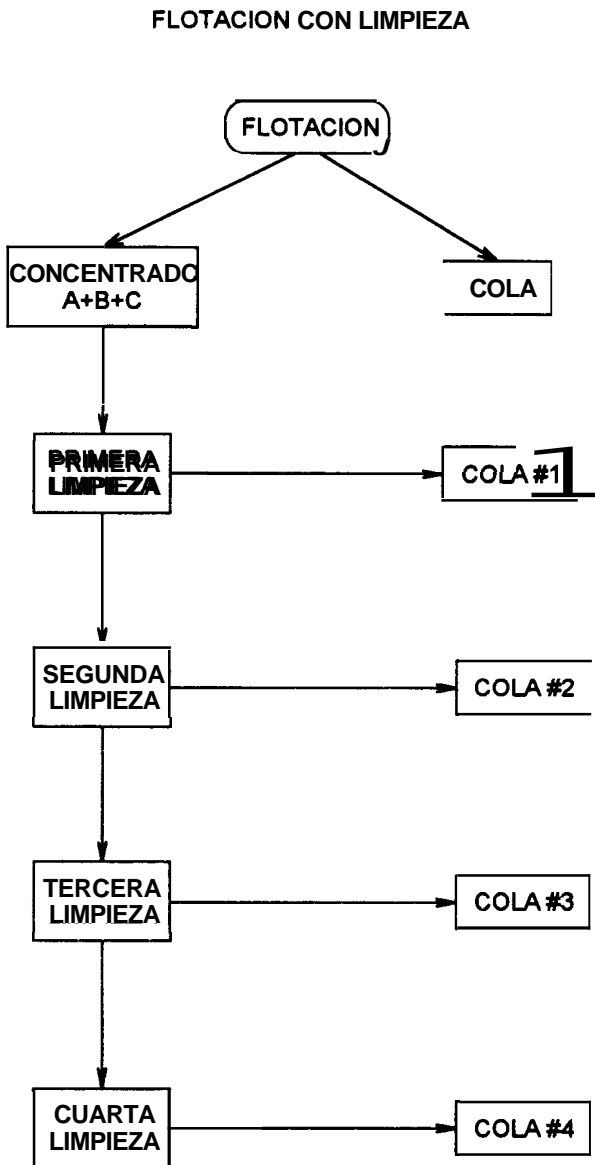 FLOTACION CON LIMPIEZA
FLOTACION
CONCENTRADO
A+B+C
COLA
PRIMERA
LIMPIEZA
COLA #1
SEGUNDA
LIMPIEZA
COLA #2
TERCERA
LIMPIEZA
COLA #3
CUARTA
LIMPIEZA
COLA #4